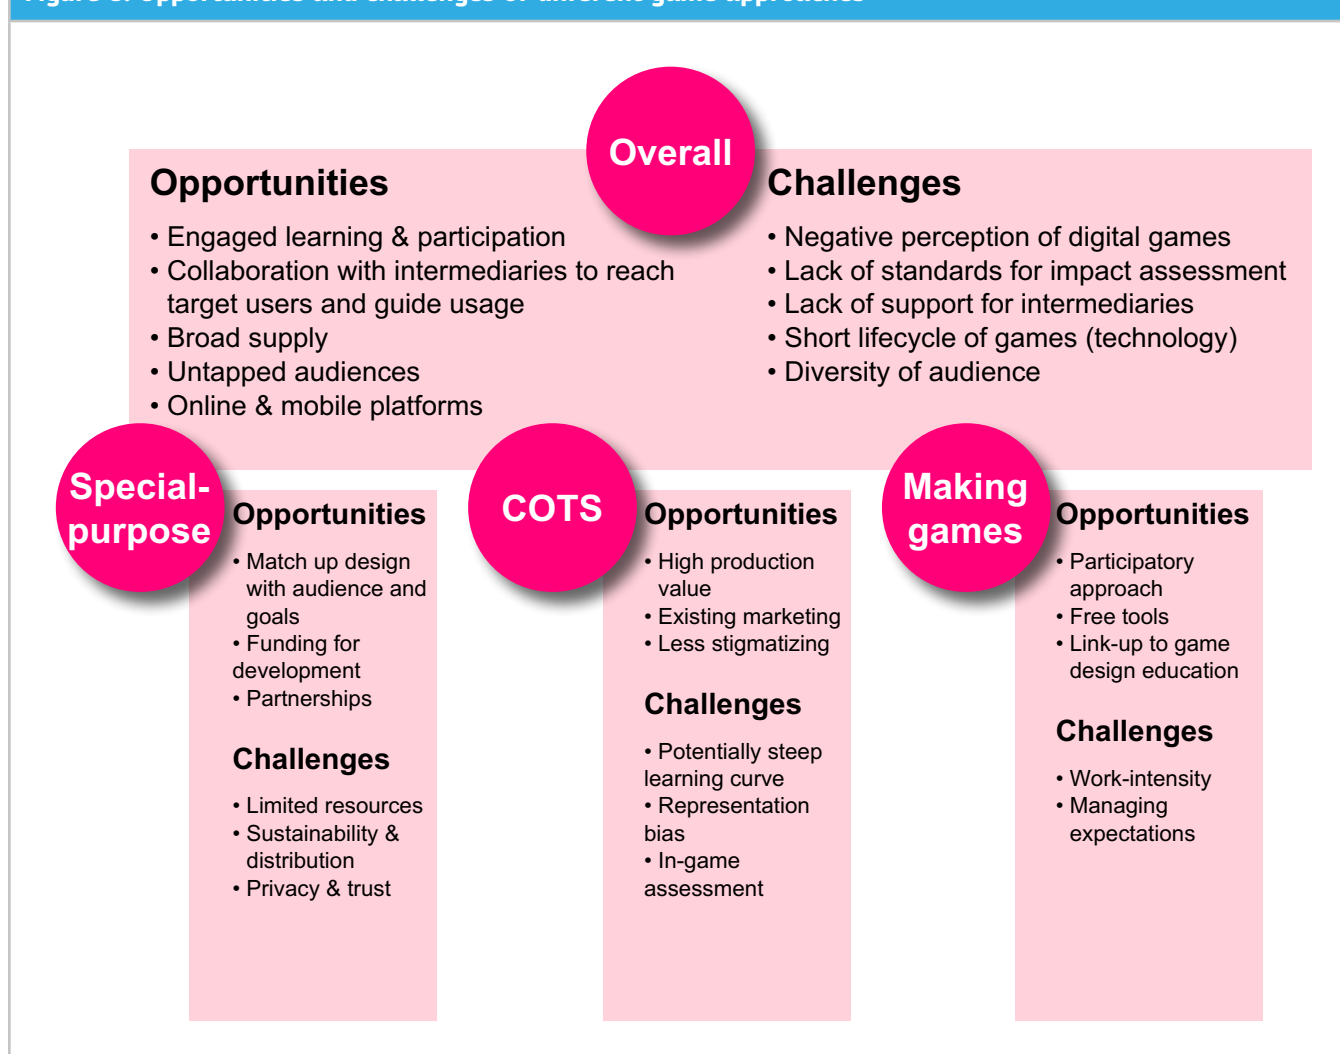 Overall
Opportunities
• Engaged learning & participation
• Collaboration with intermediaries to reach
target users and guide usage
• Broad supply
• Untapped audiences
• Online & mobile platforms
Challenges
• Negative perception of digital games
• Lack of standards for impact assessment
• Lack of support for intermediaries
• Short lifecycle of games (technology)
• Diversity of audience
Special-
purpose
Opportunities
• Match up design
with audience and
goals
• Funding for
development
• Partnerships
Challenges
• Limited resources
• Sustainability &
distribution
• Privacy & trust
COTS
Opportunities
• High production
value
• Existing marketing
• Less stigmatizing
Challenges
• Potentially steep
learning curve
• Representation
bias
• In-game
assessment
Making
games
Opportunities
• Participatory
approach
• Free tools
• Link-up to game
design education
Challenges
• Work-intensity
• Managing
expectations